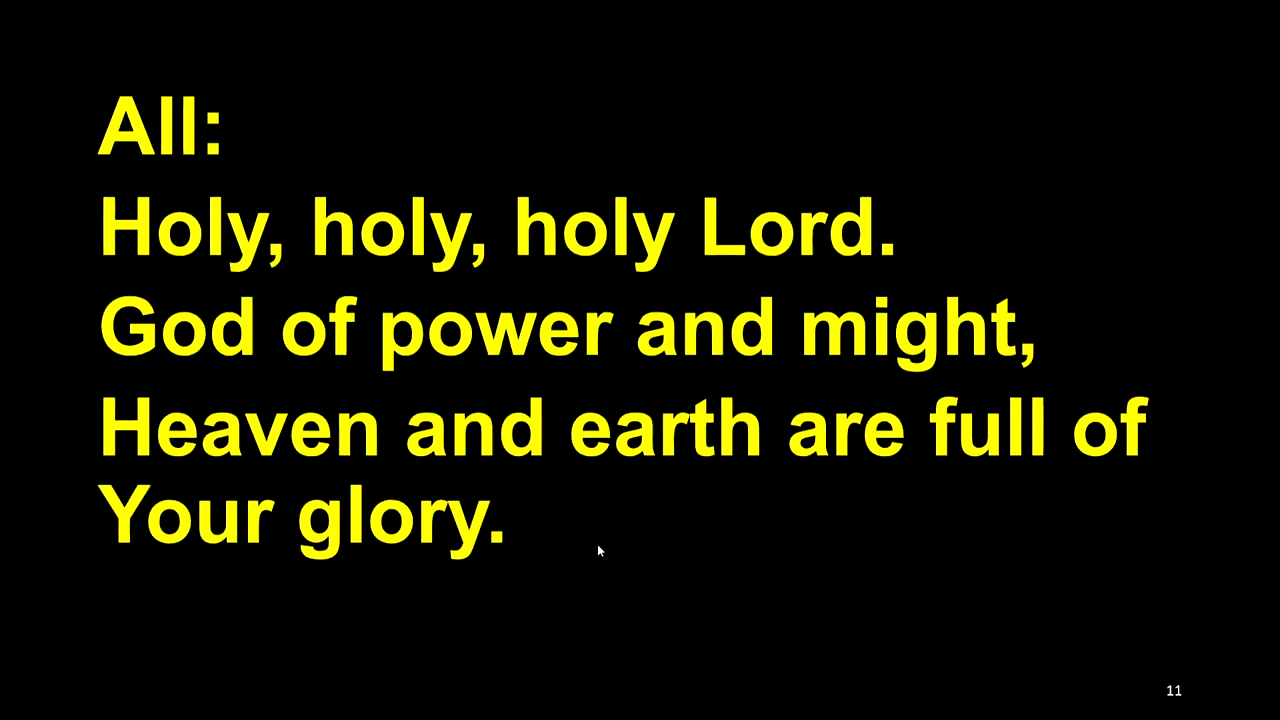 All:
Holy, holy, holy Lord.
God of power and might,
Heaven and earth are full of
Your glory.
11